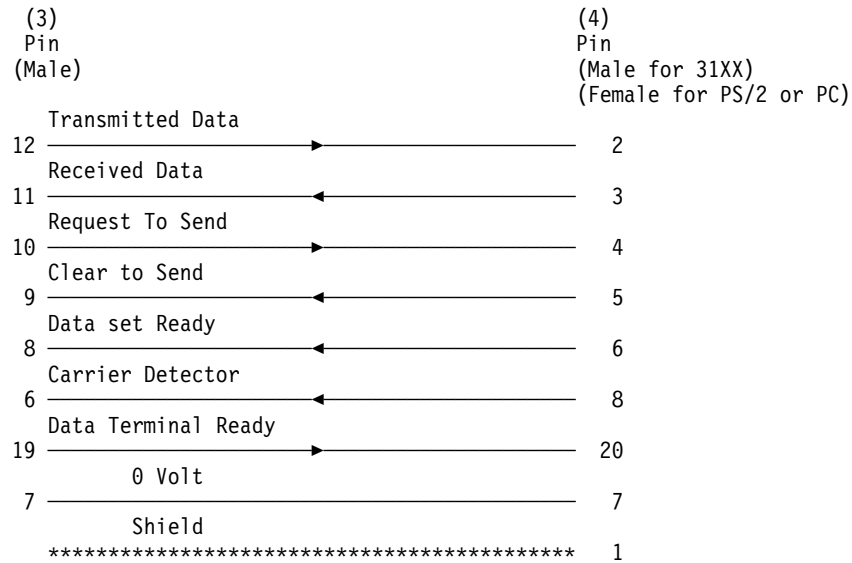 (3) (4)
Pin Pin
(Male) (Male for 31XX)
(Female for PS/2 or PC)
Transmitted Data
12 2
Received Data
11 3
Request To Send
10 4
Clear to Send
9 5
Data set Ready
8 6
Carrier Detector
6 8
Data Terminal Ready
19 20
0 Volt
7 7
Shield
******************************************** 1